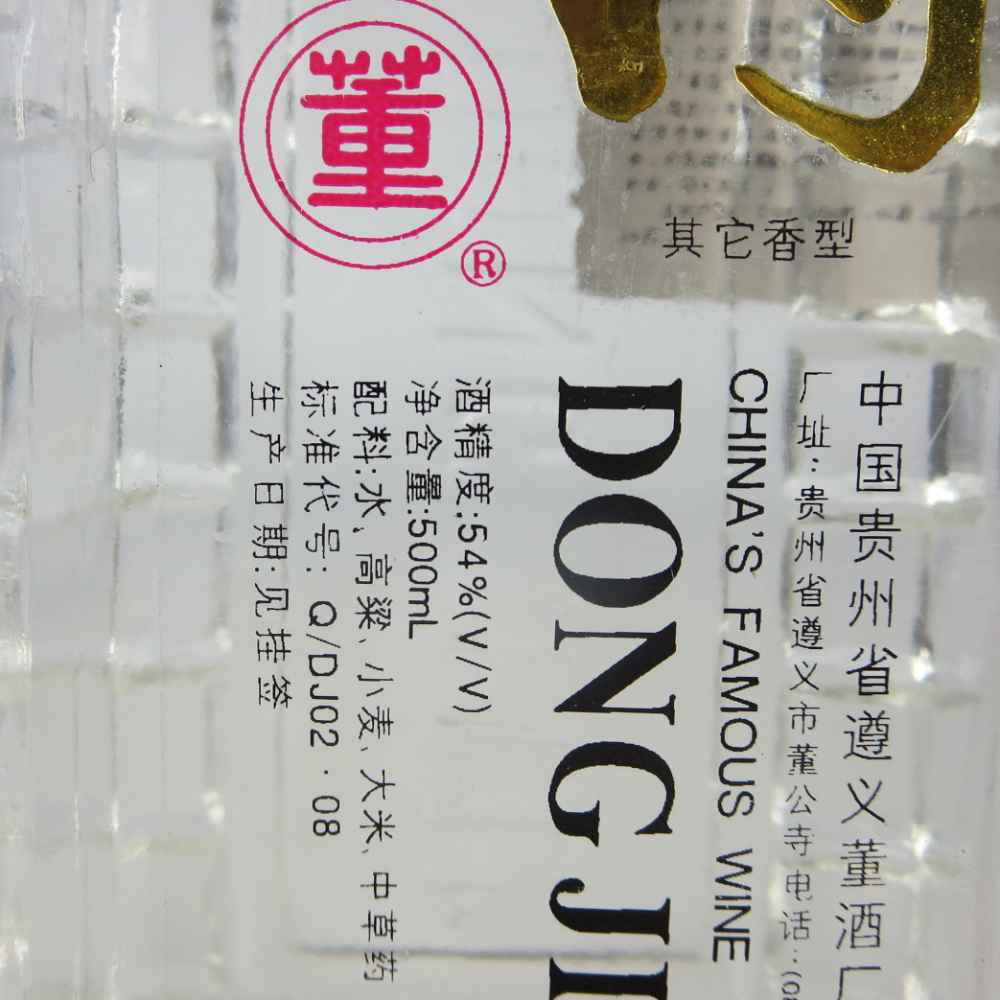 董
®
其它香型
中国贵州省遵义董酒厂
厂址:贵州省遵义市董公寺电话:(0
CHINA'S FAMOUS WINE
DONG JI
酒精度:54%(V/V)
净含量:500mL
配料:水、高粱、小麦、大米、中草药
标准代号: Q/DJ02·08
生产日期:见挂签